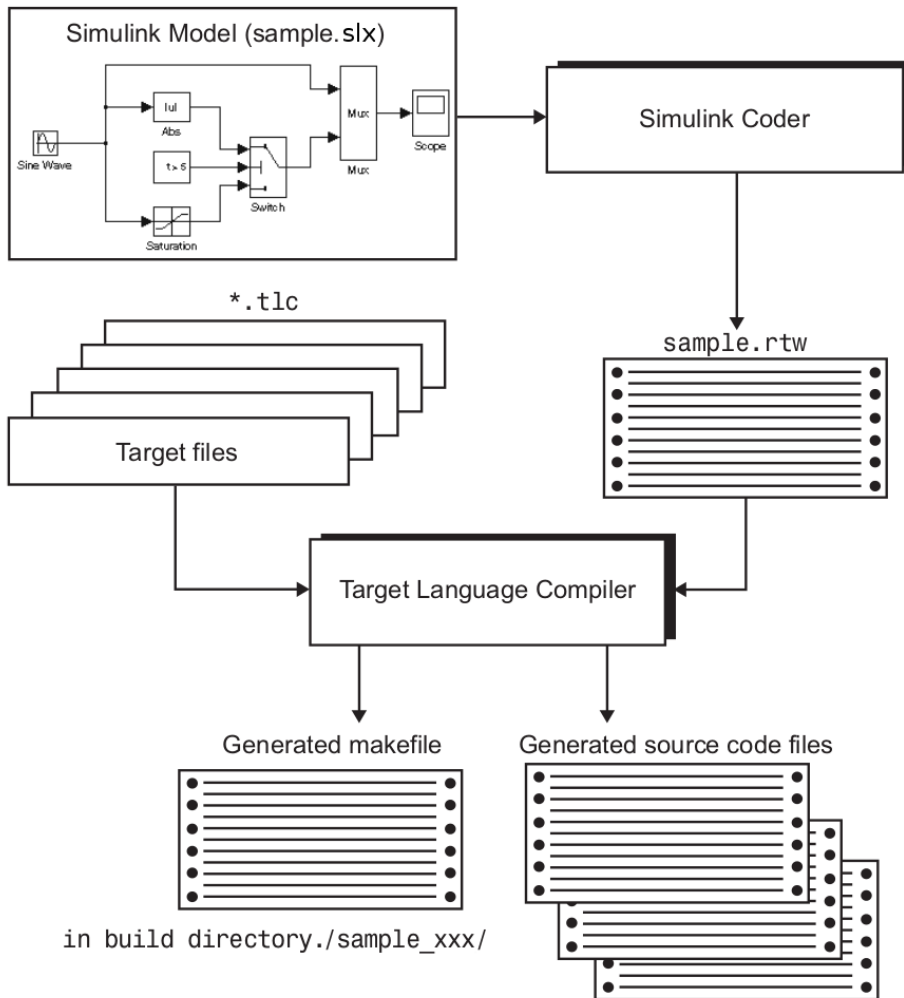 Simulink Model (sample.slx)
|u|
Abs
Sine Wave
t > 5
Switch
Saturation
Mux
Mux
Scope
Simulink Coder
*.tlc
Target files
sample.rtw
Target Language Compiler
Generated makefile
Generated source code files
in build directory./sample_xxx/